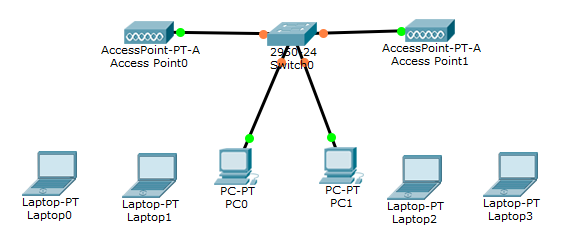 AccessPoint-PT-A
Access Point0
2950-24
Switch0
AccessPoint-PT-A
Access Point1
Laptop-PT
Laptop0
Laptop-PT
Laptop1
PC-PT
PC0
PC-PT
PC1
Laptop-PT
Laptop2
Laptop-PT
Laptop3